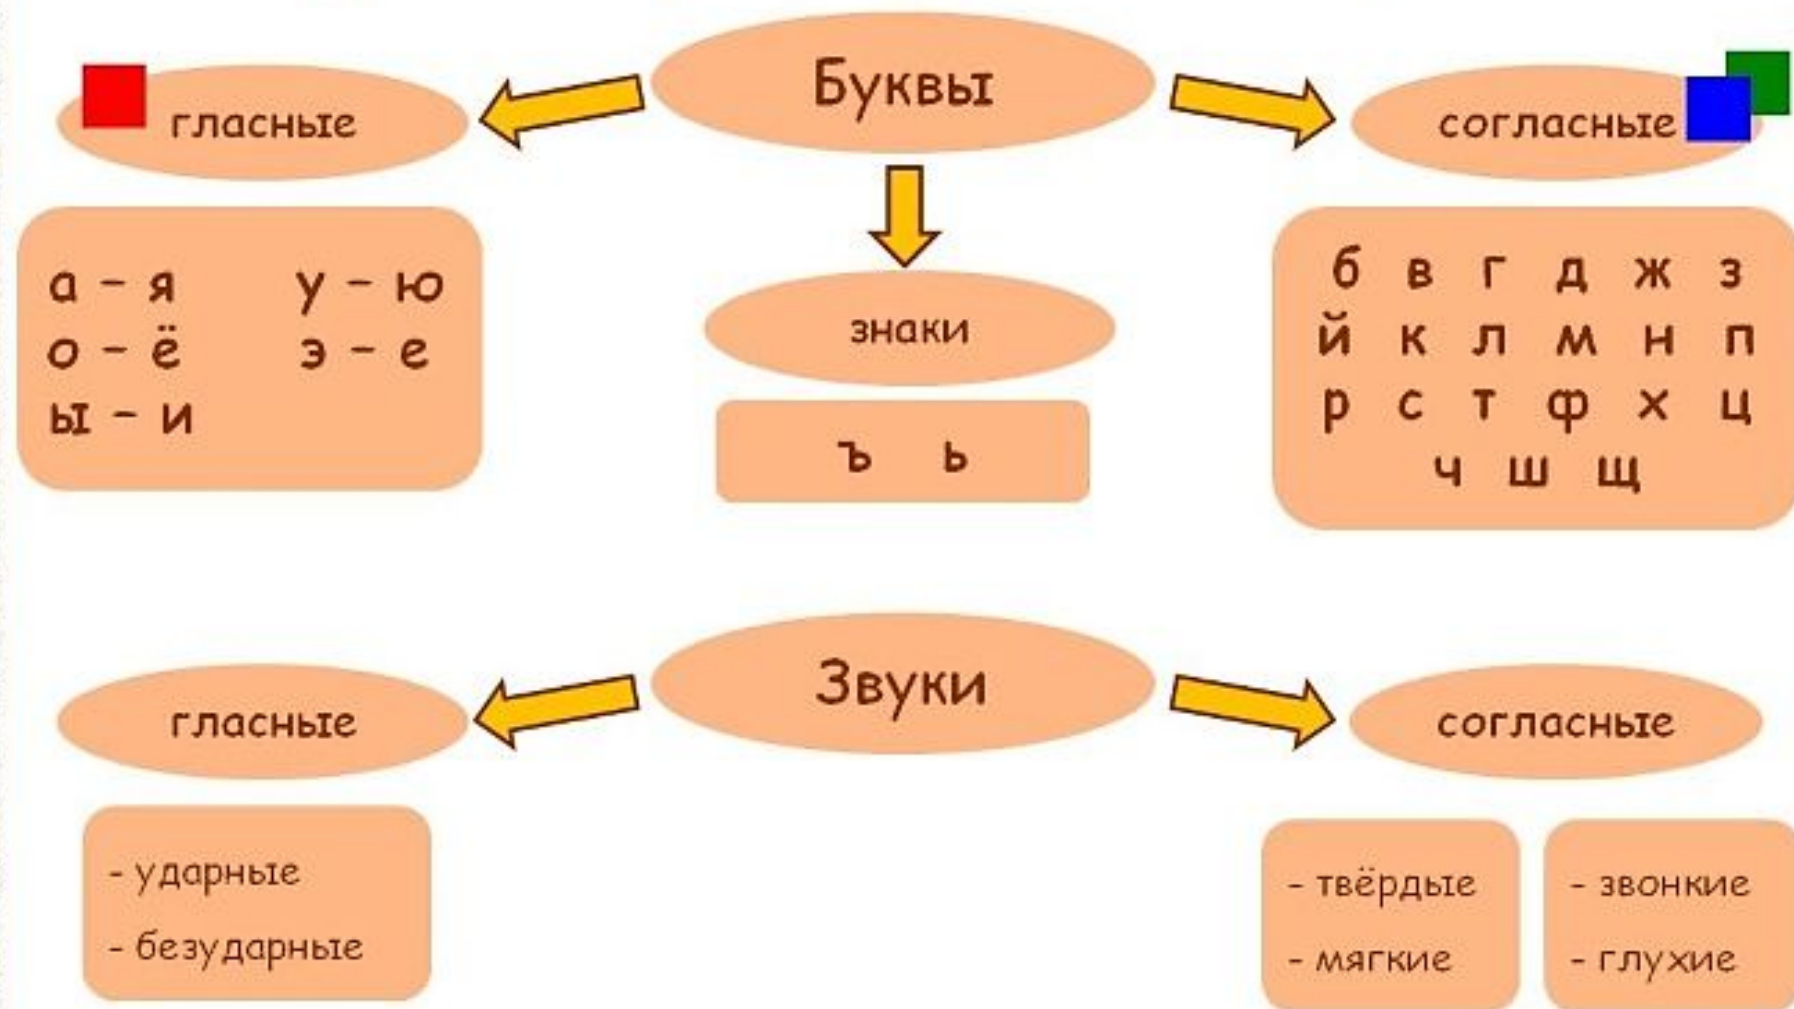 Буквы
гласные
согласные
а – я у – ю
о – ё э – е
ы – и
знаки
ъ ь
б в г д ж з
й к л м н п
р с т ф х ц
ч ш щ
Звуки
гласные
согласные
- ударные
- безударные
- твёрдые
- мягкие
- звонкие
- глухие